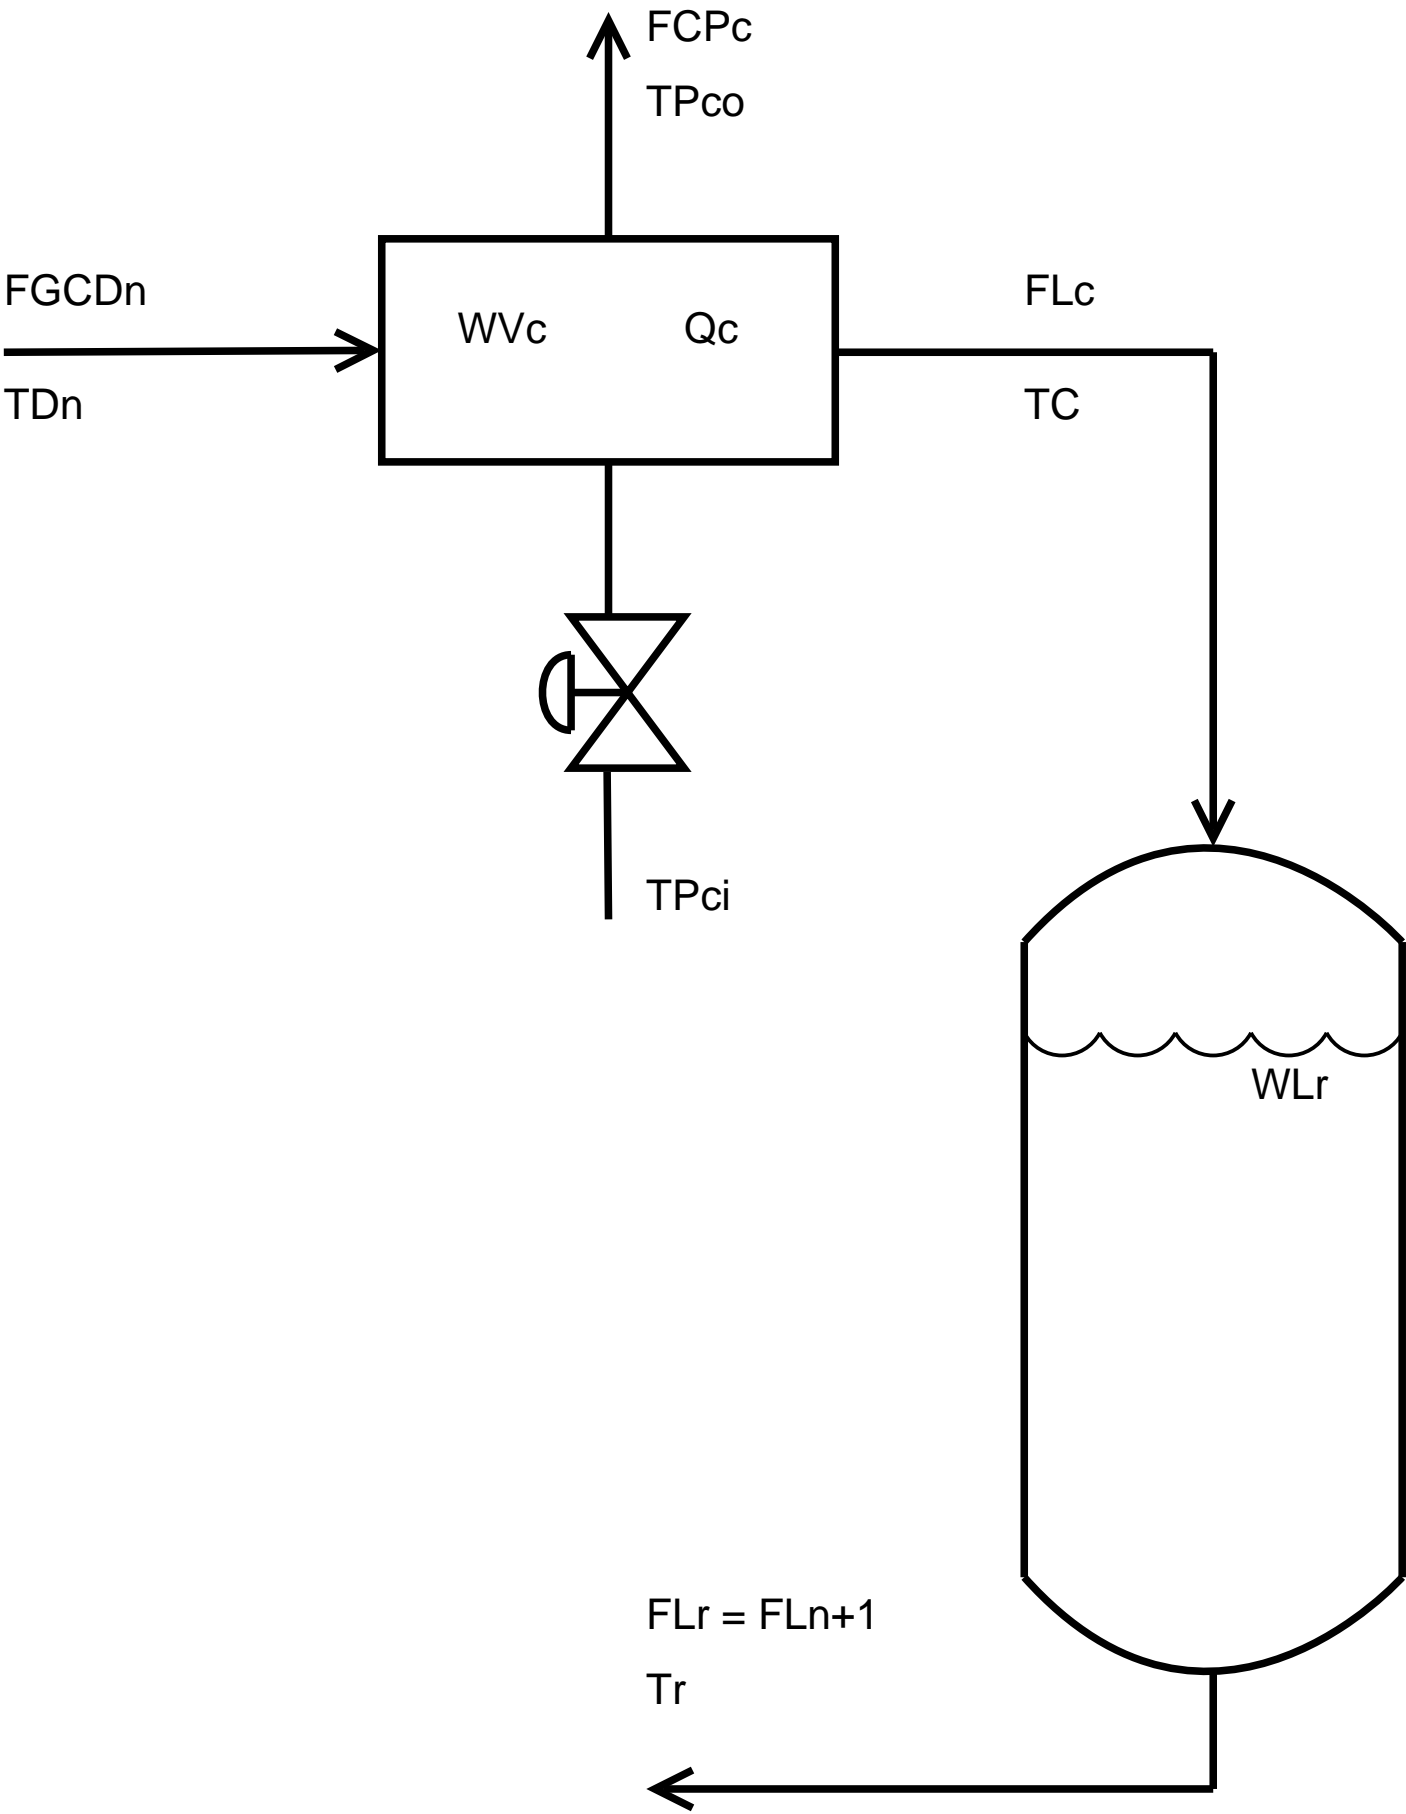 FCPc
TPco
FGCDn
WVc
Qc
FLc
TDn
TC
TPci
WLr
FLr = FLn+1
Tr